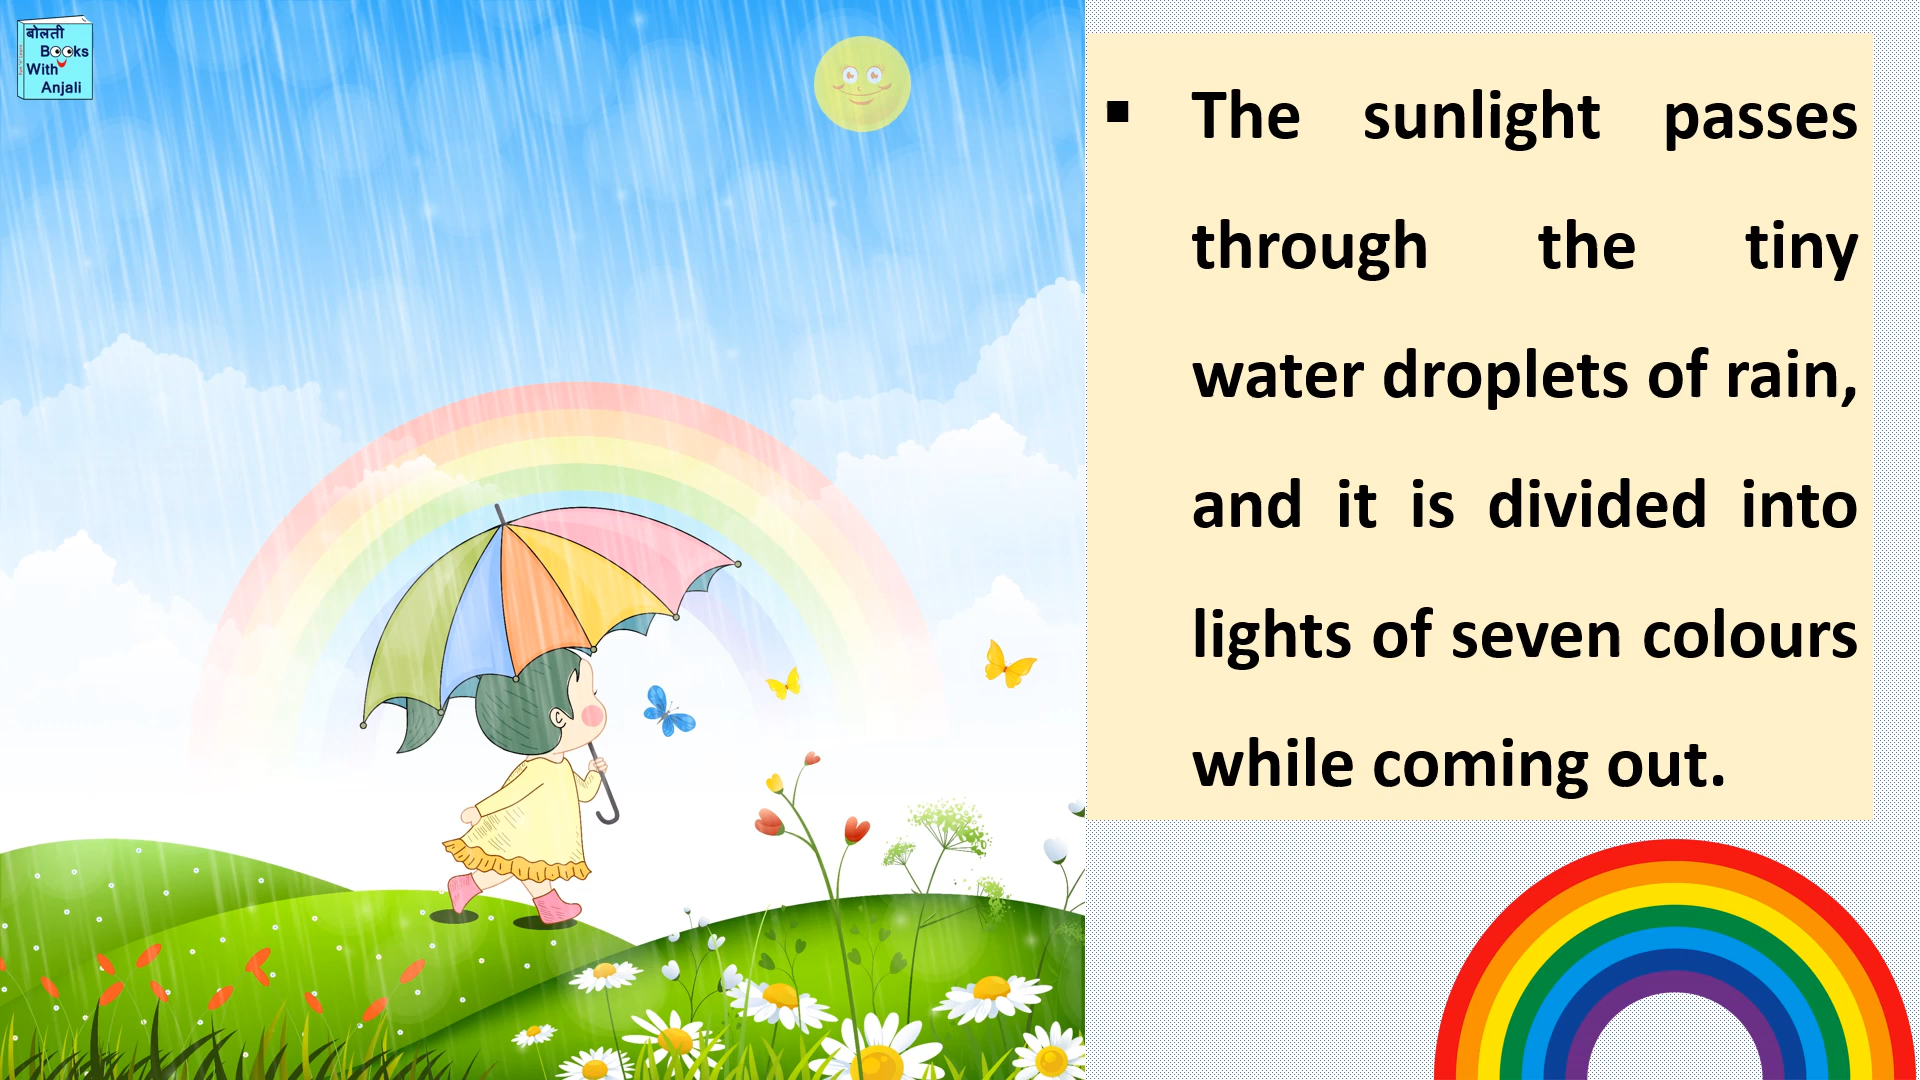 बोलती
Books
With
Anjali
▪ The sunlight passes
through the tiny
water droplets of rain,
and it is divided into
lights of seven colours
while coming out.